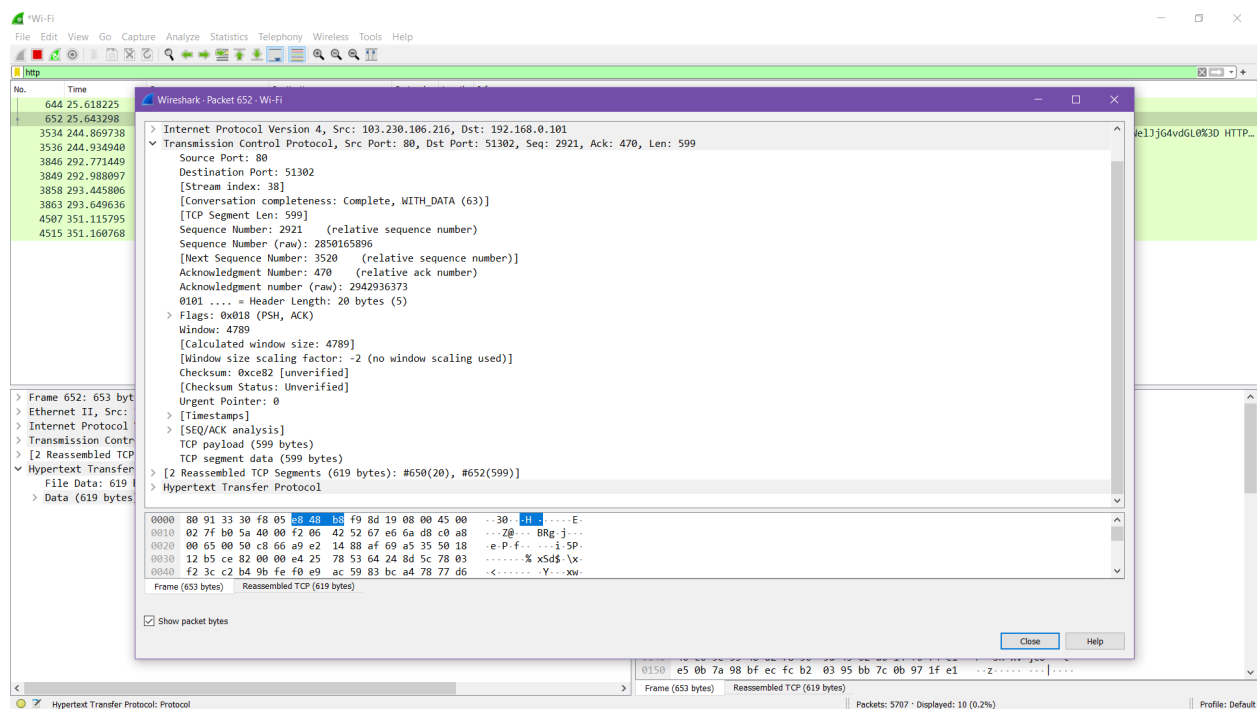 *Wi-Fi
File Edit View Go Capture Analyze Statistics Telephony Wireless Tools Help
http
No. Time
644 25.618225
652 25.643298
3534 244.869738
3536 244.934940
3846 292.771449
3849 292.988097
3858 293.445806
3863 293.649636
4507 351.115795
4515 351.160768
WelJjG4vdGL0%3D HTTP…
Wireshark · Packet 652 · Wi-Fi
Internet Protocol Version 4, Src: 103.230.106.216, Dst: 192.168.0.101
Transmission Control Protocol, Src Port: 80, Dst Port: 51302, Seq: 2921, Ack: 470, Len: 599
Source Port: 80
Destination Port: 51302
[Stream index: 38]
[Conversation completeness: Complete, WITH_DATA (63)]
[TCP Segment Len: 599]
Sequence Number: 2921 (relative sequence number)
Sequence Number (raw): 2850165896
[Next Sequence Number: 3520 (relative sequence number)]
Acknowledgment Number: 470 (relative ack number)
Acknowledgment number (raw): 2942936373
0101 .... = Header Length: 20 bytes (5)
Flags: 0x018 (PSH, ACK)
Window: 4789
[Calculated window size: 4789]
[Window size scaling factor: -2 (no window scaling used)]
Checksum: 0xce82 [unverified]
[Checksum Status: Unverified]
Urgent Pointer: 0
[Timestamps]
[SEQ/ACK analysis]
TCP payload (599 bytes)
TCP segment data (599 bytes)
[2 Reassembled TCP Segments (619 bytes): #650(20), #652(599)]
Hypertext Transfer Protocol
0000 80 91 33 30 f8 05 e8 48 b8 f9 8d 19 08 00 45 00 ··30···H······E·
0010 02 7f b0 5a 40 00 f2 06 42 52 67 e6 6a d8 c0 a8 ···Z@··· BRg·j···
0020 00 65 00 50 c8 66 a9 e2 14 88 af 69 a5 35 50 18 ·e·P·f·· ···i·5P·
0030 12 b5 ce 82 00 00 e4 25 78 53 64 24 8d 5c 78 03 ·······% xSd$·\x·
0040 f2 3c c2 b4 9b fe f0 e9 ac 59 83 bc a4 78 77 d6 ·<······ ·Y···xw·
Frame (653 bytes) Reassembled TCP (619 bytes)
Show packet bytes
Close Help
Frame 652: 653 byt
Ethernet II, Src:
Internet Protocol
Transmission Contr
[2 Reassembled TCP
Hypertext Transfer
File Data: 619
Data (619 bytes
0150 e5 0b 7a 98 bf ec fc b2 03 95 bb 7c 0b 97 1f e1 ··z····· ···|····
Frame (653 bytes) Reassembled TCP (619 bytes)
Hypertext Transfer Protocol: Protocol
Packets: 5707 · Displayed: 10 (0.2%)
Profile: Default